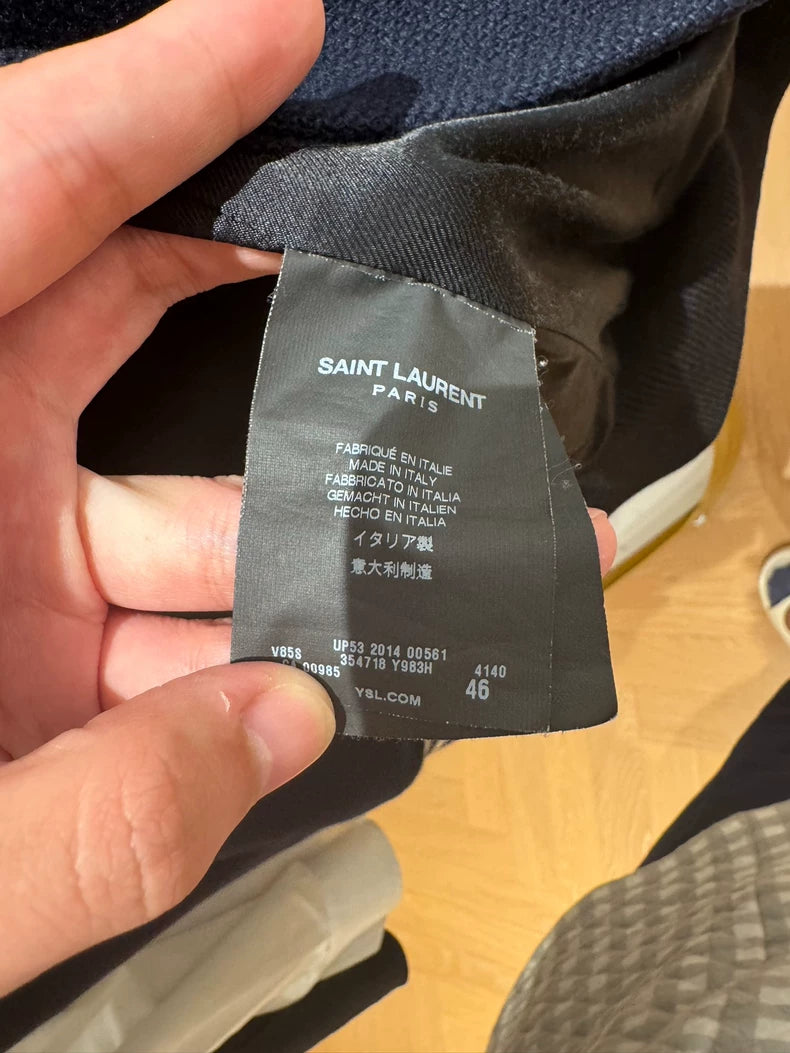 SAINT LAURENT
PARIS
FABRIQUÉ EN ITALIE
MADE IN ITALY
FABBRICATO IN ITALIA
GEMACHT IN ITALIEN
HECHO EN ITALIA
イタリア製
意大利制造
V85S UP53 2014 00561
354718 Y983H 4140
00985
YSL.COM 46